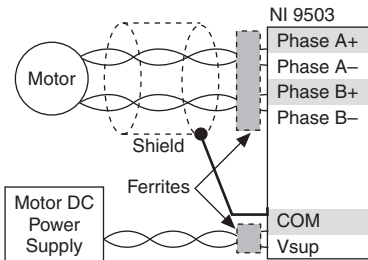 NI 9503
Phase A+
Phase A–
Phase B+
Phase B–
Motor
Shield
Ferrites
Motor DC
Power
Supply
COM
Vsup